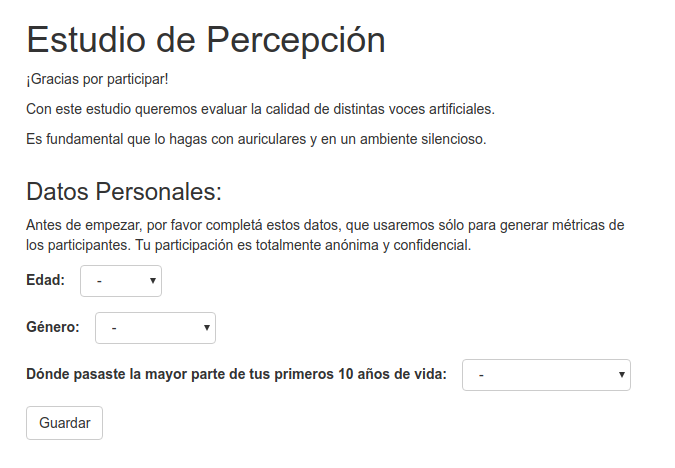 Estudio de Percepción
¡Gracias por participar!
Con este estudio queremos evaluar la calidad de distintas voces artificiales.
Es fundamental que lo hagas con auriculares y en un ambiente silencioso.
Datos Personales:
Antes de empezar, por favor completá estos datos, que usaremos sólo para generar métricas de
los participantes. Tu participación es totalmente anónima y confidencial.
Edad: -
Género: -
Dónde pasaste la mayor parte de tus primeros 10 años de vida: -
Guardar